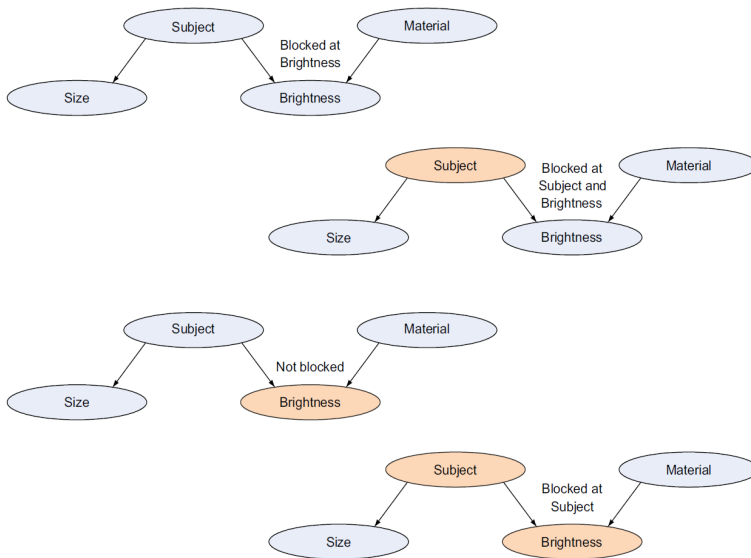 Subject
Material
Blocked at
Brightness
Size
Brightness
Subject
Blocked at
Subject and
Brightness
Material
Size
Brightness
Subject
Material
Not blocked
Size
Brightness
Subject
Material
Blocked at
Subject
Size
Brightness